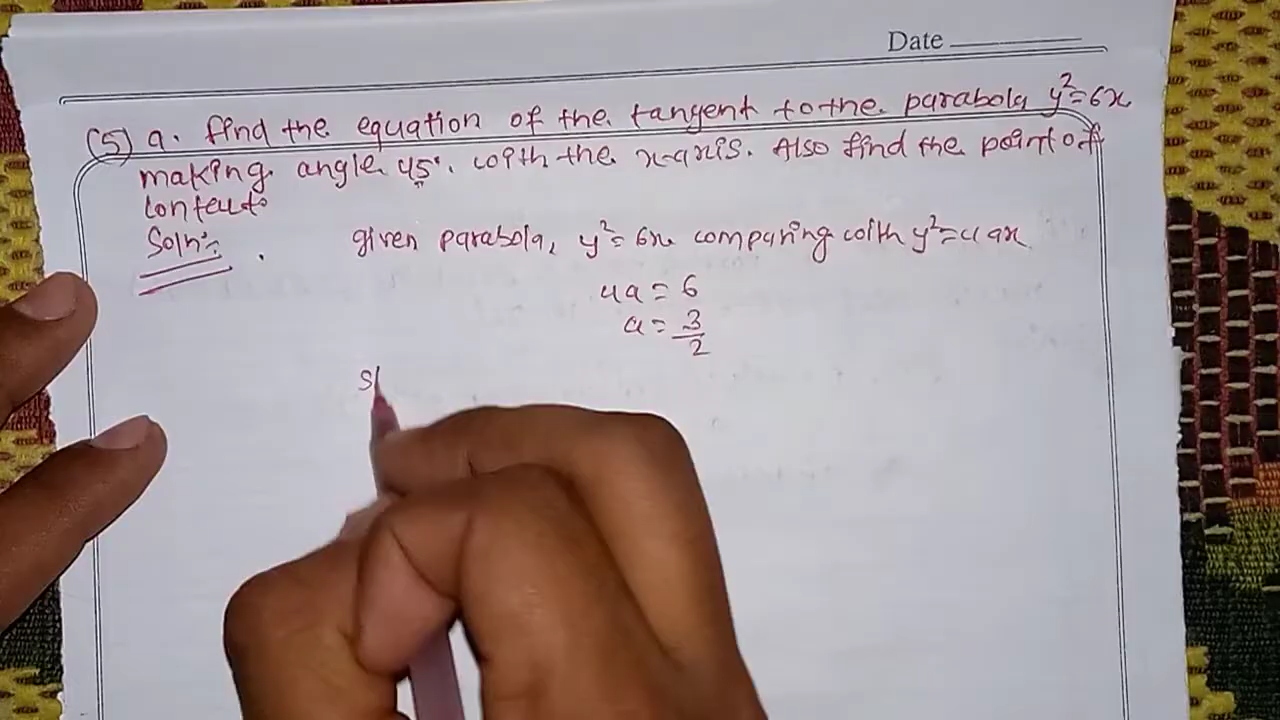 Date
(5) a. find the equation of the tangent to the parabola y²=6x
making angle 45°. with the x-axis. Also find the point of
contact.
Soln:
given parabola, y²=6x comparing with y²=4ax
4a = 6
a = 3/2
sl